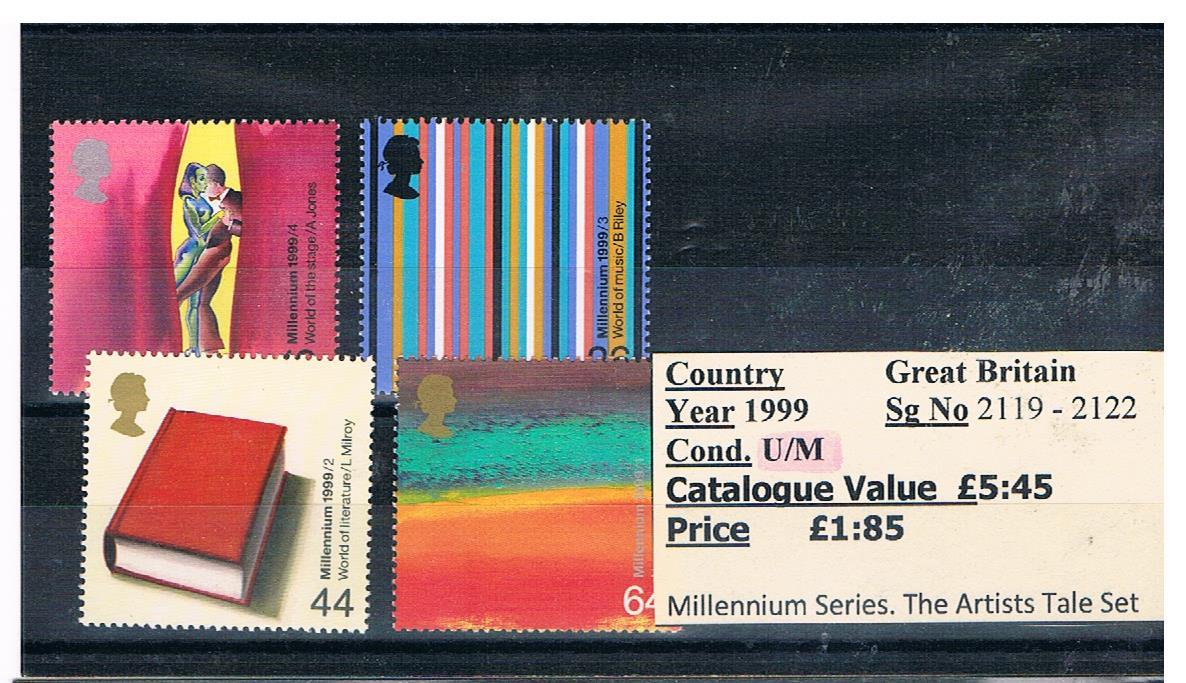 Millennium 1999/4
World of the stage/A Jones
Millennium 1999/3
World of music/B Riley
Millennium 1999/2
World of literature/L Milroy
44
Millennium
64
Country Great Britain
Year 1999 Sg No 2119 - 2122
Cond. U/M
Catalogue Value £5:45
Price £1:85
Millennium Series. The Artists Tale Set